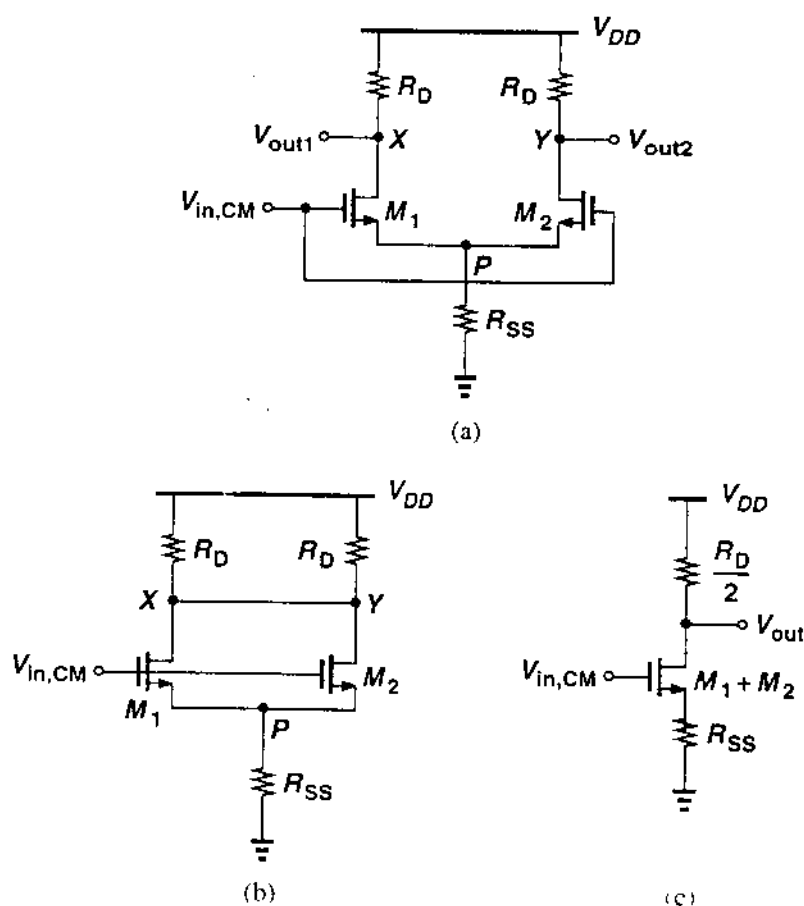 V_DD
R_D R_D
V_out1 X Y V_out2
V_in,CM M_1 M_2
P
R_SS
(a)
V_DD
R_D R_D
X Y
V_in,CM M_1 M_2
P
R_SS
(b)
V_DD
R_D
2
V_out
V_in,CM M_1 + M_2
R_SS
(c)